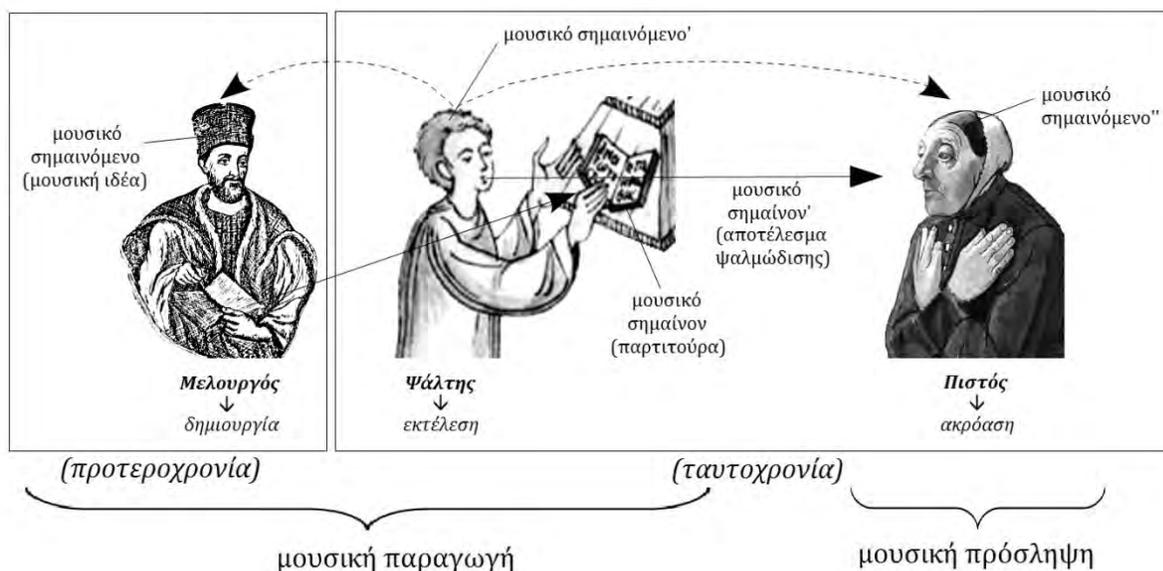 μουσικό σημαινόμενο'
μουσικό
σημαινόμενο
(μουσική ιδέα)
μουσικό
σημαινόμενο''
μουσικό
σημαίνον'
(αποτέλεσμα
ψαλμώδισης)
μουσικό
σημαίνον
(παρτιτούρα)
Μελουργός
δημιουργία
Ψάλτης
εκτέλεση
Πιστός
ακρόαση
(προτεροχρονία)
(ταυτοχρονία)
μουσική παραγωγή
μουσική πρόσληψη